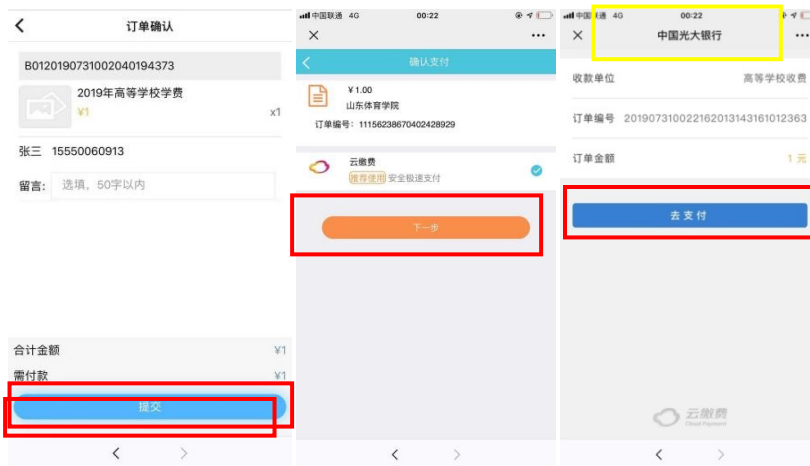 订单确认
B0120190731002040194373
2019年高等学校学费
¥1
x1
张三 15550060913
留言:
选填，50字以内
合计金额
¥1
需付款
¥1
提交
中国联通 4G
00:22
确认支付
¥1.00
山东体育学院
订单编号：11156238670402428929
云缴费
推荐使用 安全极速支付
下一步
中国联通 4G
00:22
中国光大银行
收款单位
高等学校收费
订单编号
2019073100221620131431610123​63
订单金额
1 元
去支付
云缴费
Cloud Payment